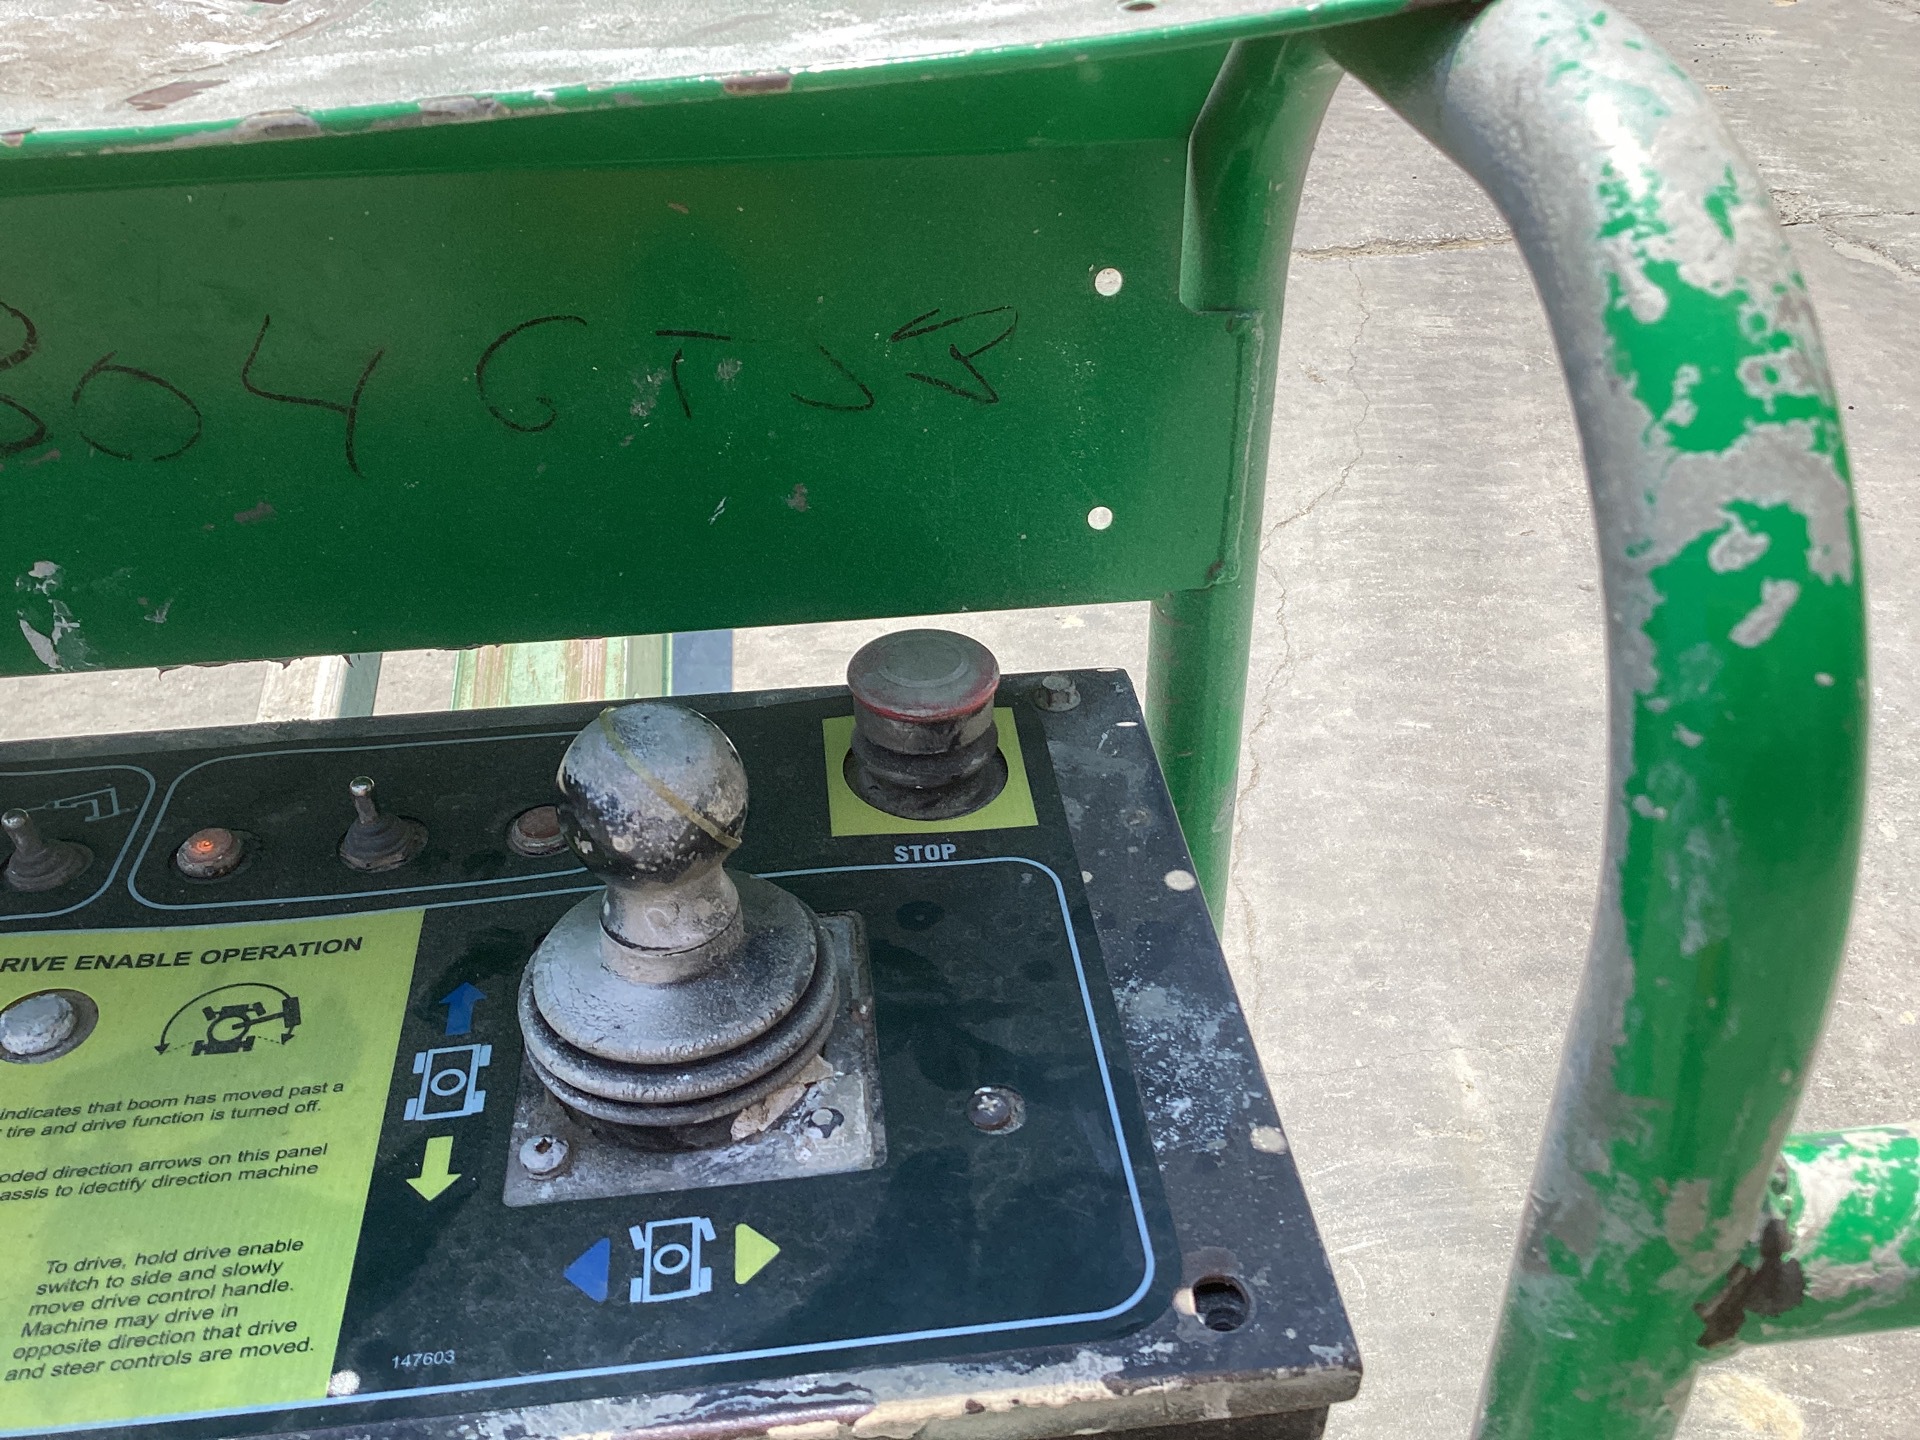 804 GTJB
STOP
RIVE ENABLE OPERATION
indicates that boom has moved past a
tire and drive function is turned off.
oded direction arrows on this panel
assis to idectify direction machine
To drive, hold drive enable
switch to side and slowly
move drive control handle.
Machine may drive in
opposite direction that drive
and steer controls are moved.
147603